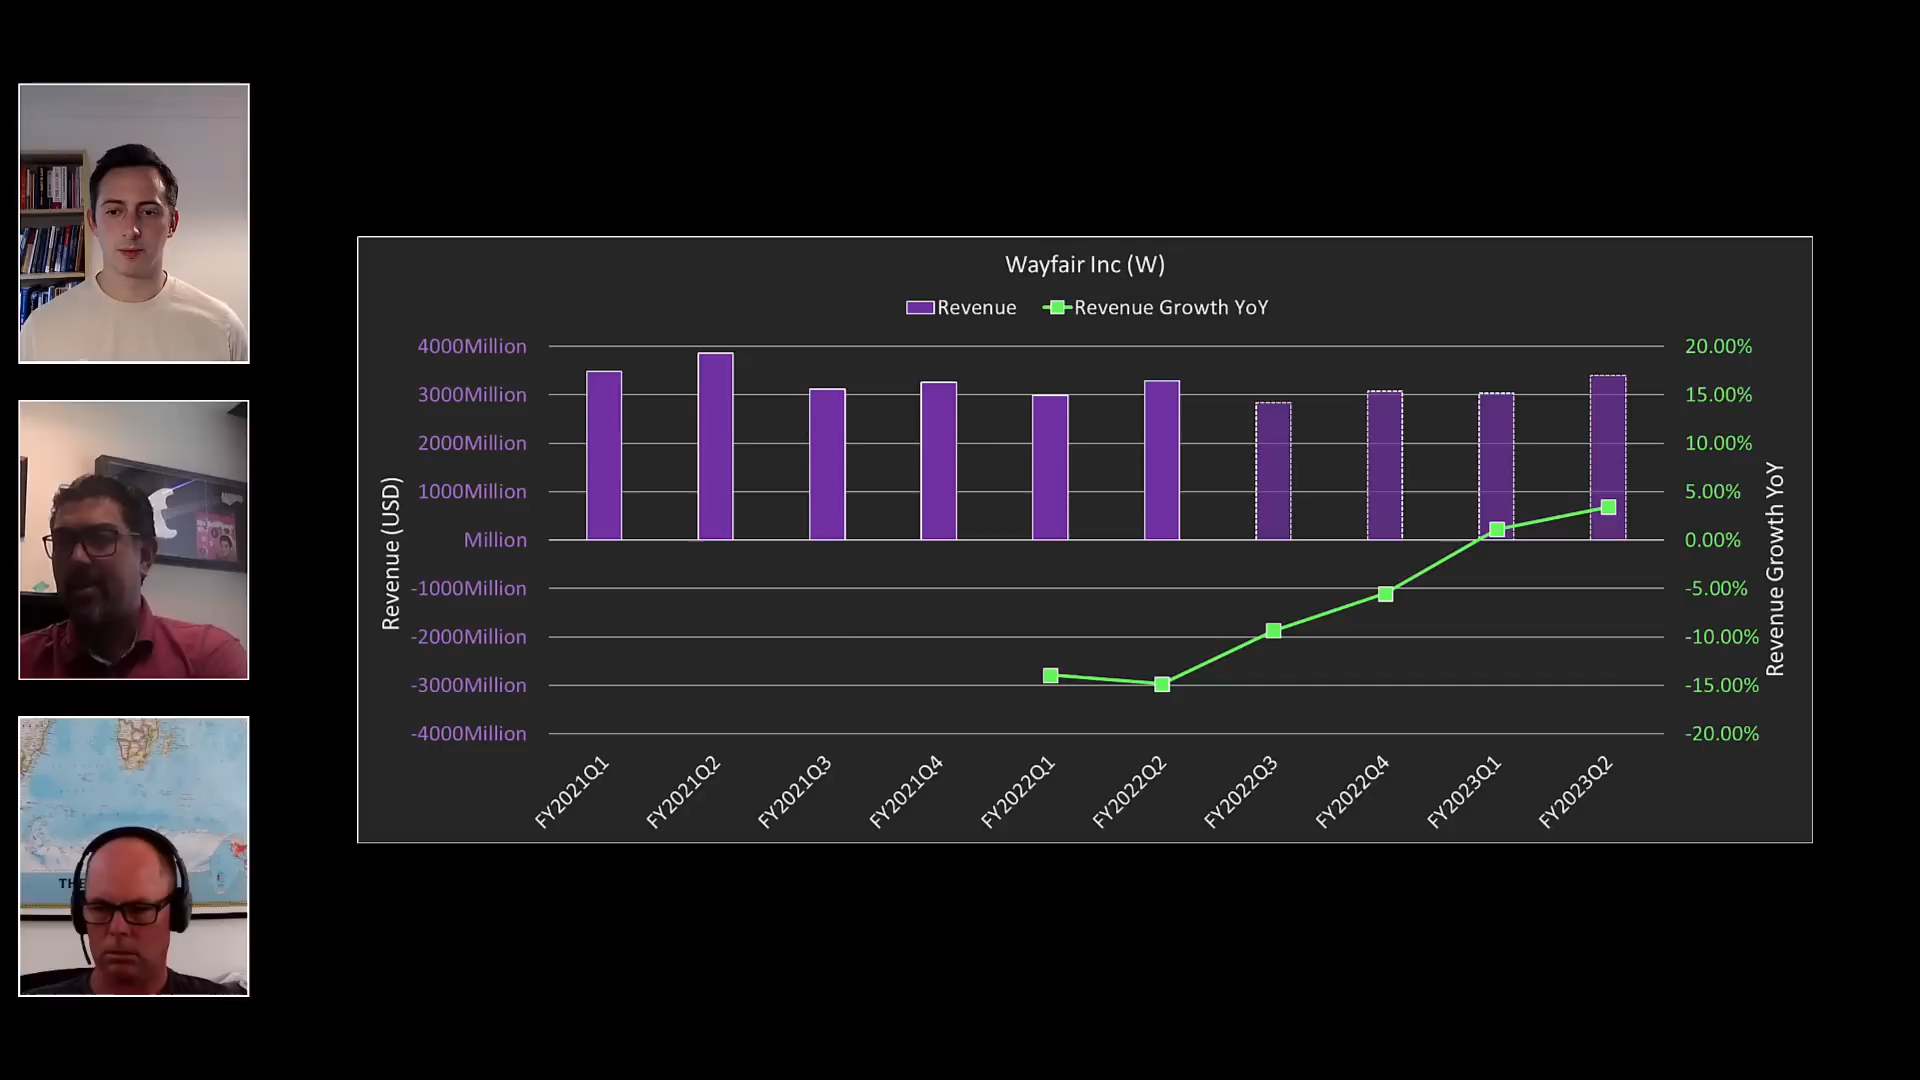 Wayfair Inc (W)
Revenue Revenue Growth YoY
4000Million
3000Million
2000Million
1000Million
Million
-1000Million
-2000Million
-3000Million
-4000Million
Revenue (USD)
20.00%
15.00%
10.00%
5.00%
0.00%
-5.00%
-10.00%
-15.00%
-20.00%
Revenue Growth YoY
FY2021Q1
FY2021Q2
FY2021Q3
FY2021Q4
FY2022Q1
FY2022Q2
FY2022Q3
FY2022Q4
FY2023Q1
FY2023Q2